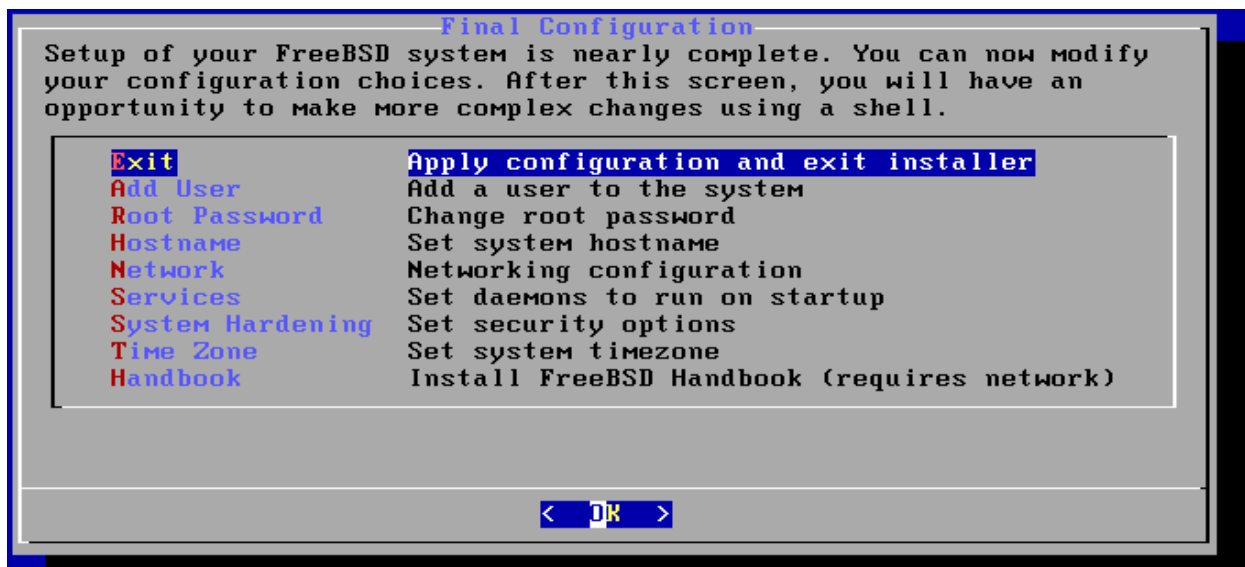 Final Configuration
Setup of your FreeBSD system is nearly complete. You can now modify
your configuration choices. After this screen, you will have an
opportunity to make more complex changes using a shell.
Exit Apply configuration and exit installer
Add User Add a user to the system
Root Password Change root password
Hostname Set system hostname
Network Networking configuration
Services Set daemons to run on startup
System Hardening Set security options
Time Zone Set system timezone
Handbook Install FreeBSD Handbook (requires network)
< OK >